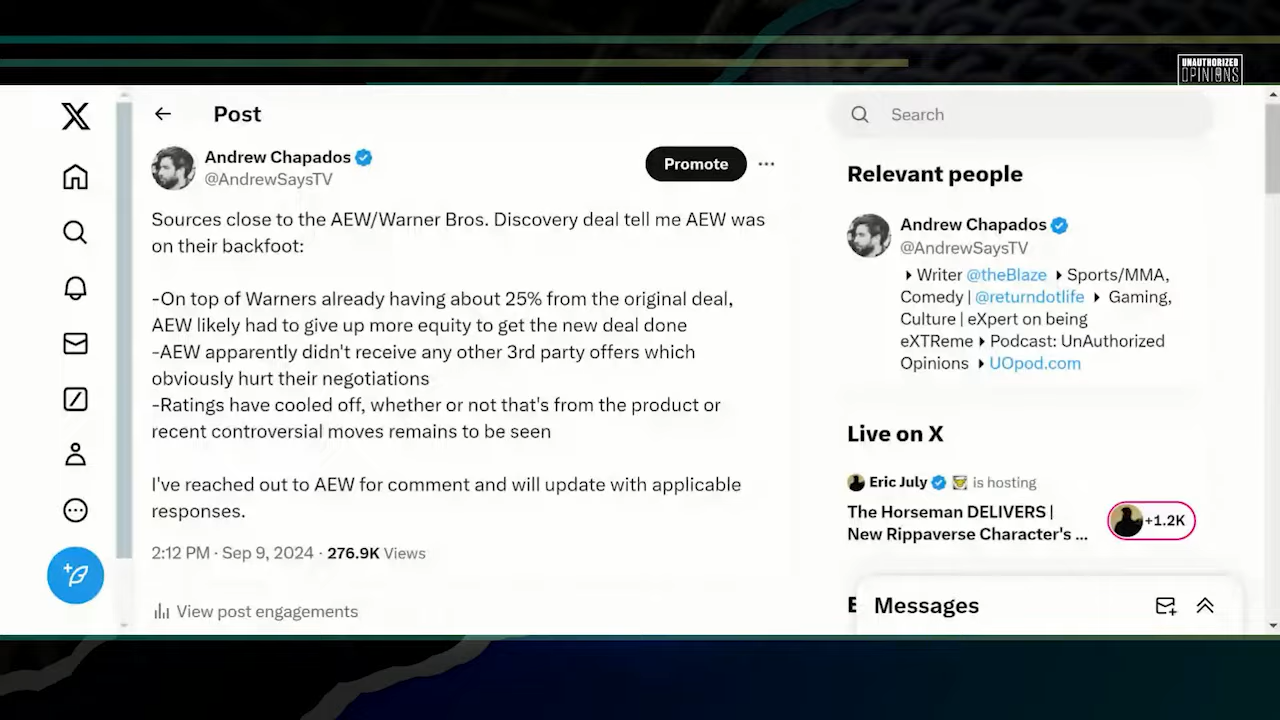 UNAUTHORIZED
OPINIONS
Post
Search
Andrew Chapados
@AndrewSaysTV
Promote
Sources close to the AEW/Warner Bros. Discovery deal tell me AEW was
on their backfoot:
-On top of Warners already having about 25% from the original deal,
AEW likely had to give up more equity to get the new deal done
-AEW apparently didn't receive any other 3rd party offers which
obviously hurt their negotiations
-Ratings have cooled off, whether or not that's from the product or
recent controversial moves remains to be seen
I've reached out to AEW for comment and will update with applicable
responses.
2:12 PM · Sep 9, 2024 · 276.9K Views
View post engagements
Relevant people
Andrew Chapados
@AndrewSaysTV
Writer @theBlaze Sports/MMA,
Comedy | @returndotlife Gaming,
Culture | eXpert on being
eXTReme Podcast: UnAuthorized
Opinions UOpod.com
Live on X
Eric July is hosting
The Horseman DELIVERS |
New Rippaverse Character's ...
+1.2K
Messages